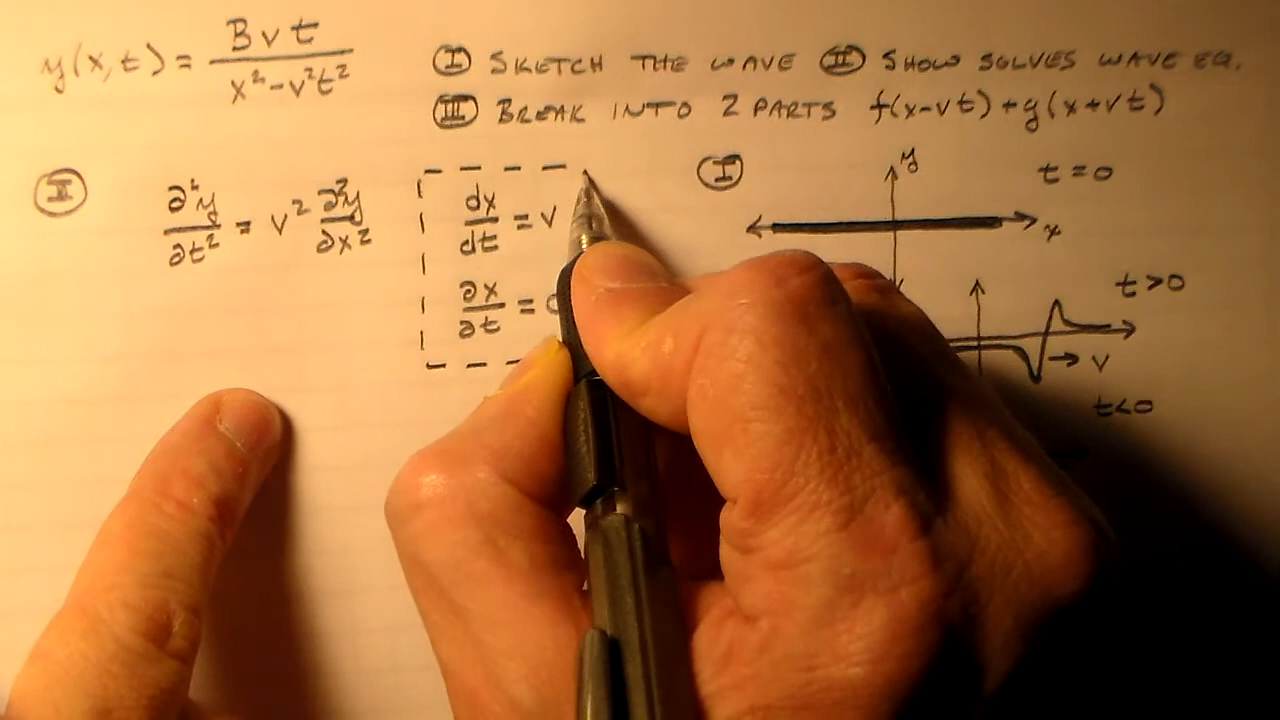 y(x,t) = Bvt / (x²-v²t²)
Ⓘ SKETCH THE WAVE ⒾⒾ SHOW SOLVES WAVE EQ.
ⒾⒾⒾ BREAK INTO 2 PARTS f(x-vt)+g(x+vt)
ⒾⒾ ∂²y/∂t² = v² ∂²y/∂x²
dx/dt = v
∂x/∂t =
Ⓘ y t=0
x
t>0
v
t<0